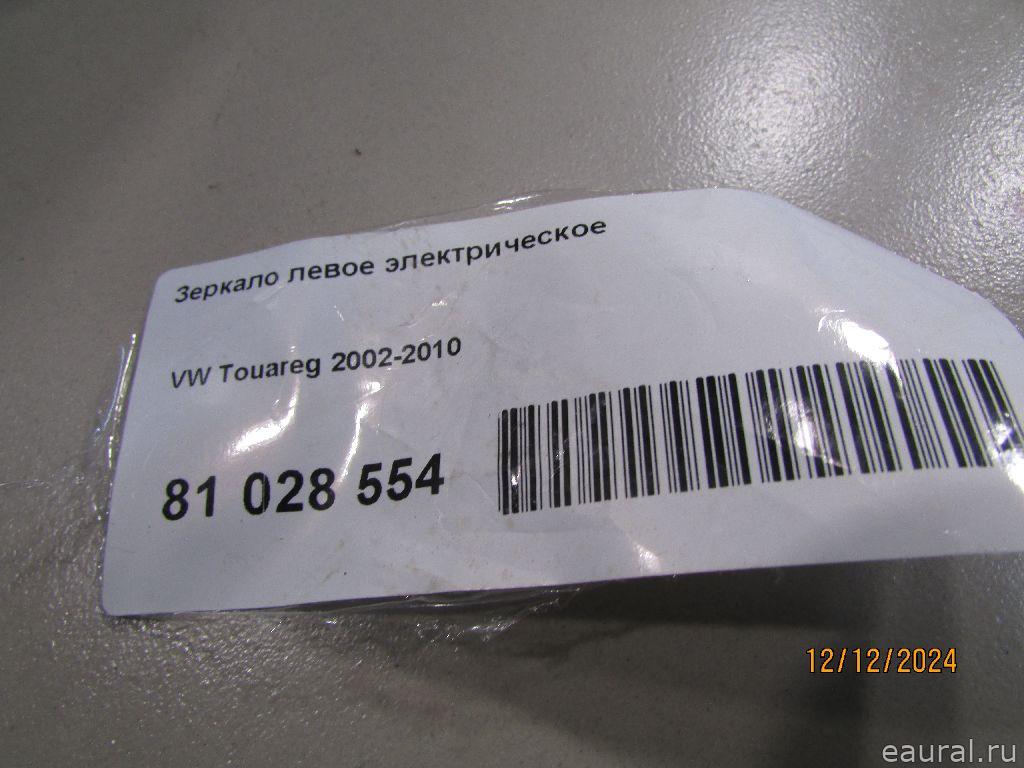 Зеркало левое электрическое
VW Touareg 2002-2010
81 028 554
12/12/2024
eaural.ru